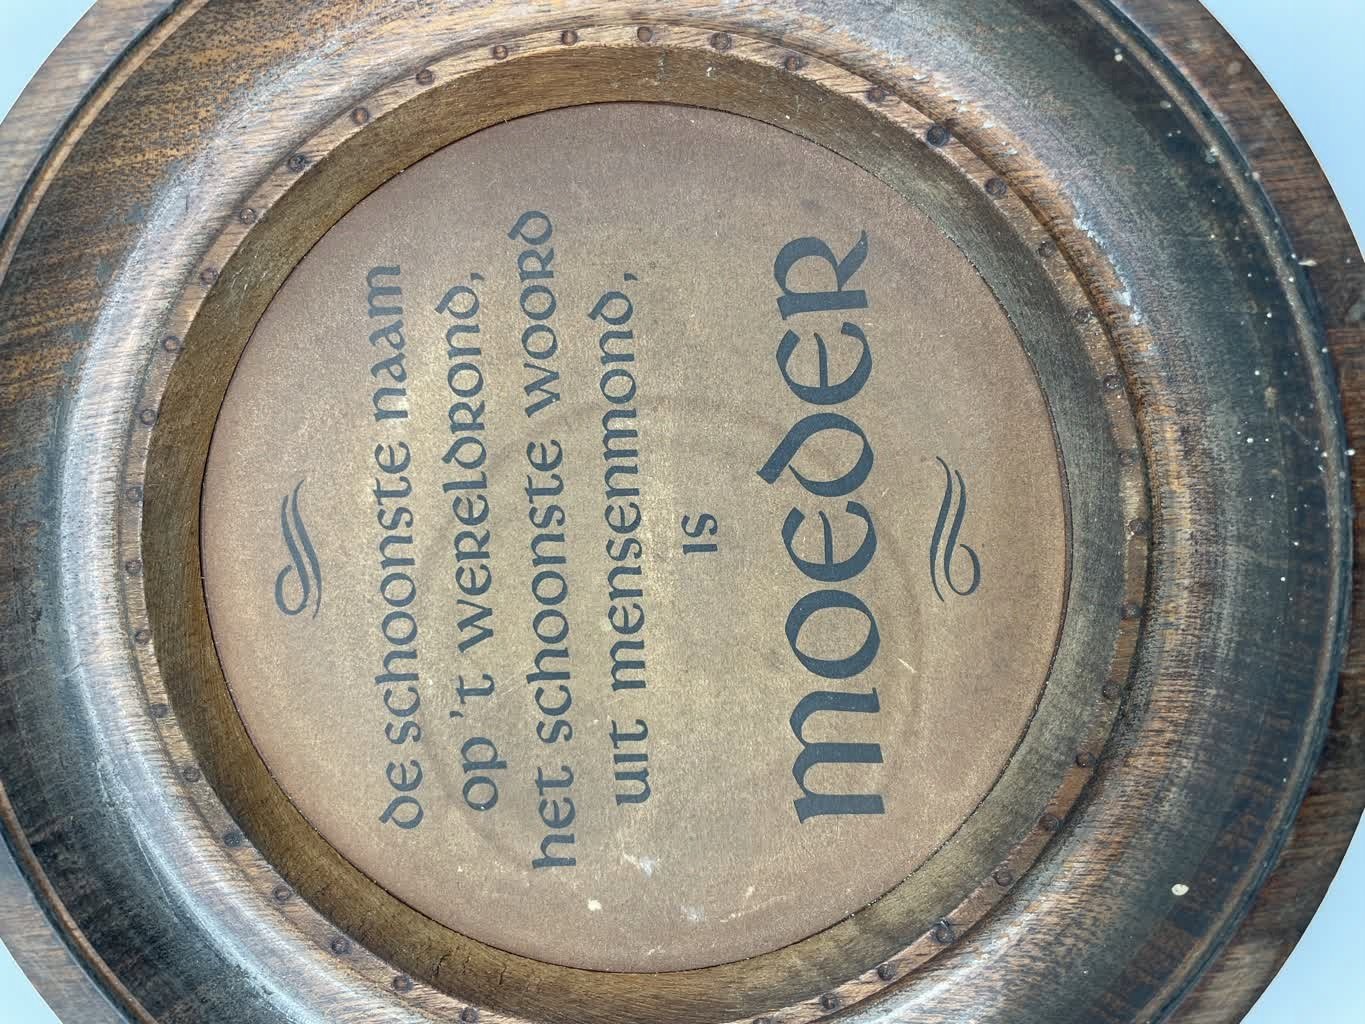 de schoonste naam
op 't wereldrond,
het schoonste woord
uit mensenmond,
is
moeder